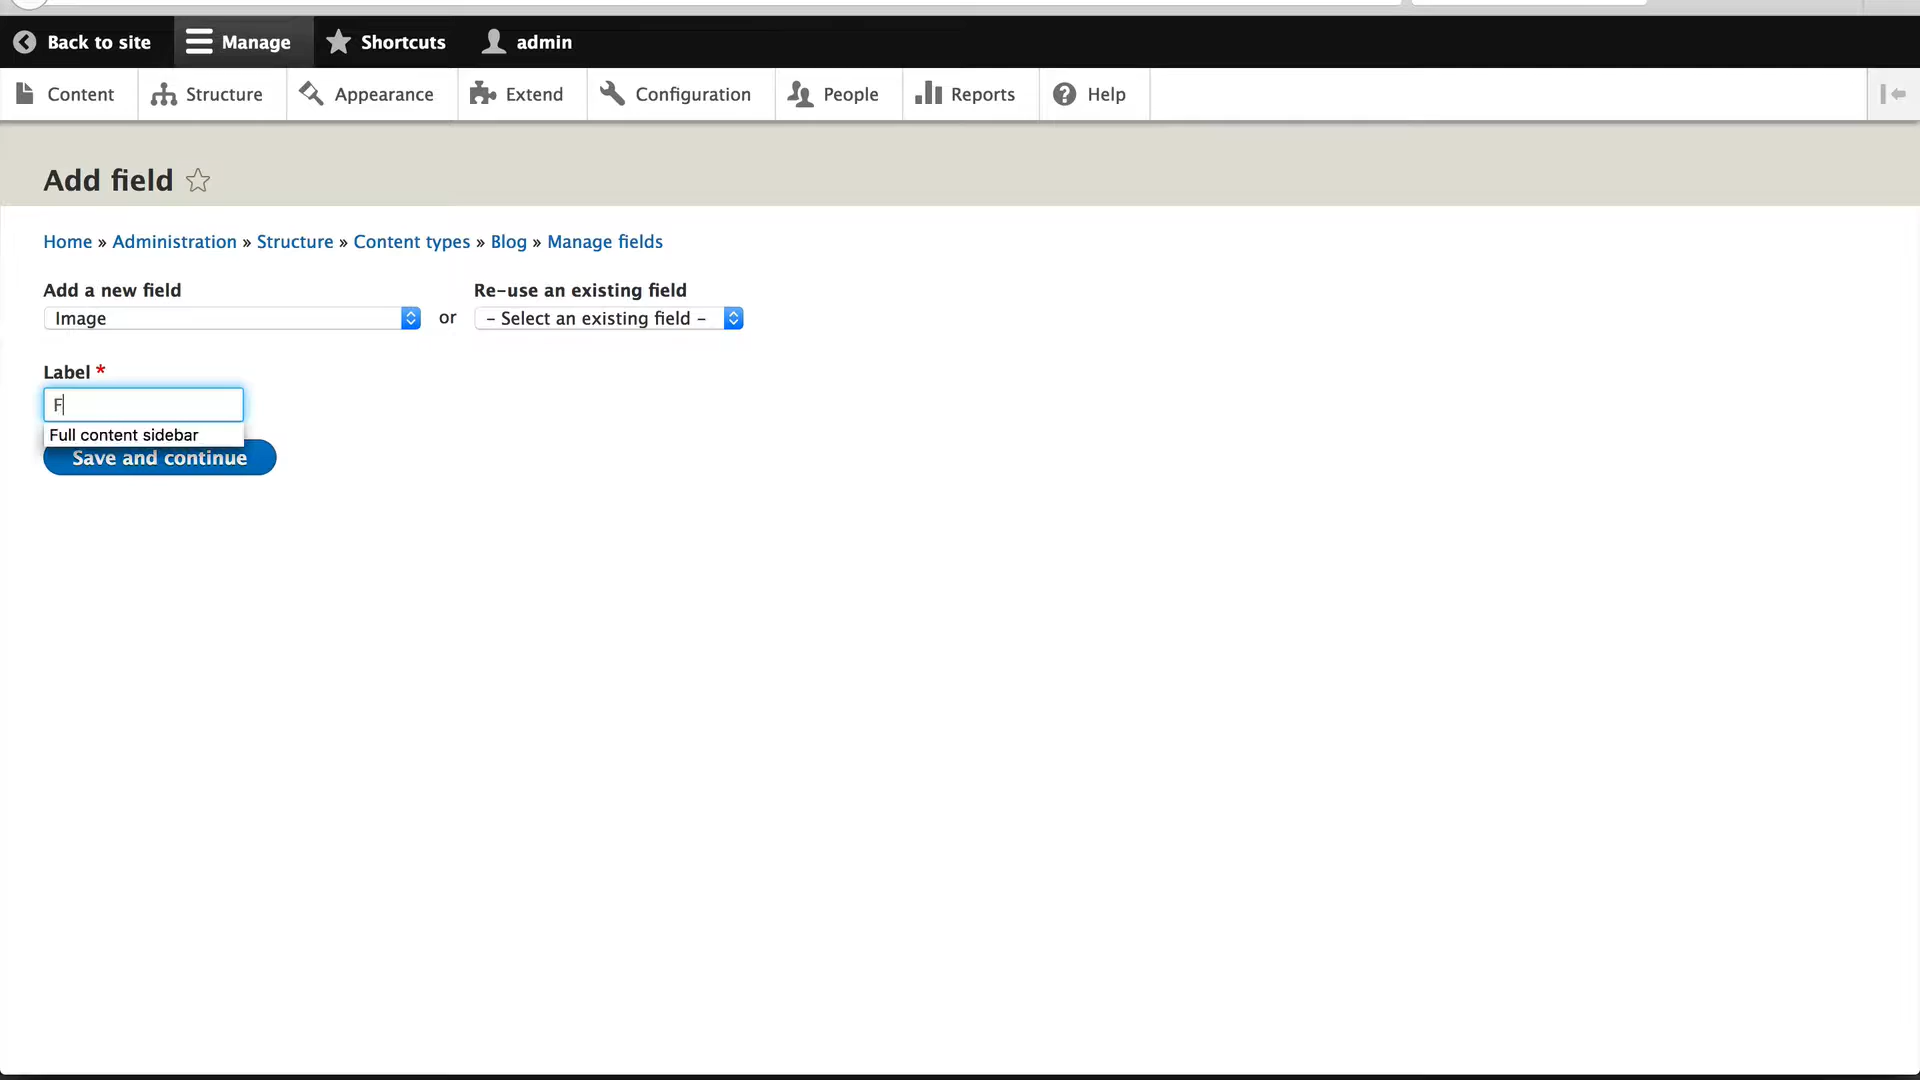 Back to site Manage Shortcuts admin
Content Structure Appearance Extend Configuration People Reports Help
Add field
Home » Administration » Structure » Content types » Blog » Manage fields
Add a new field Re-use an existing field
Image or - Select an existing field -
Label *
F
Full content sidebar
Save and continue